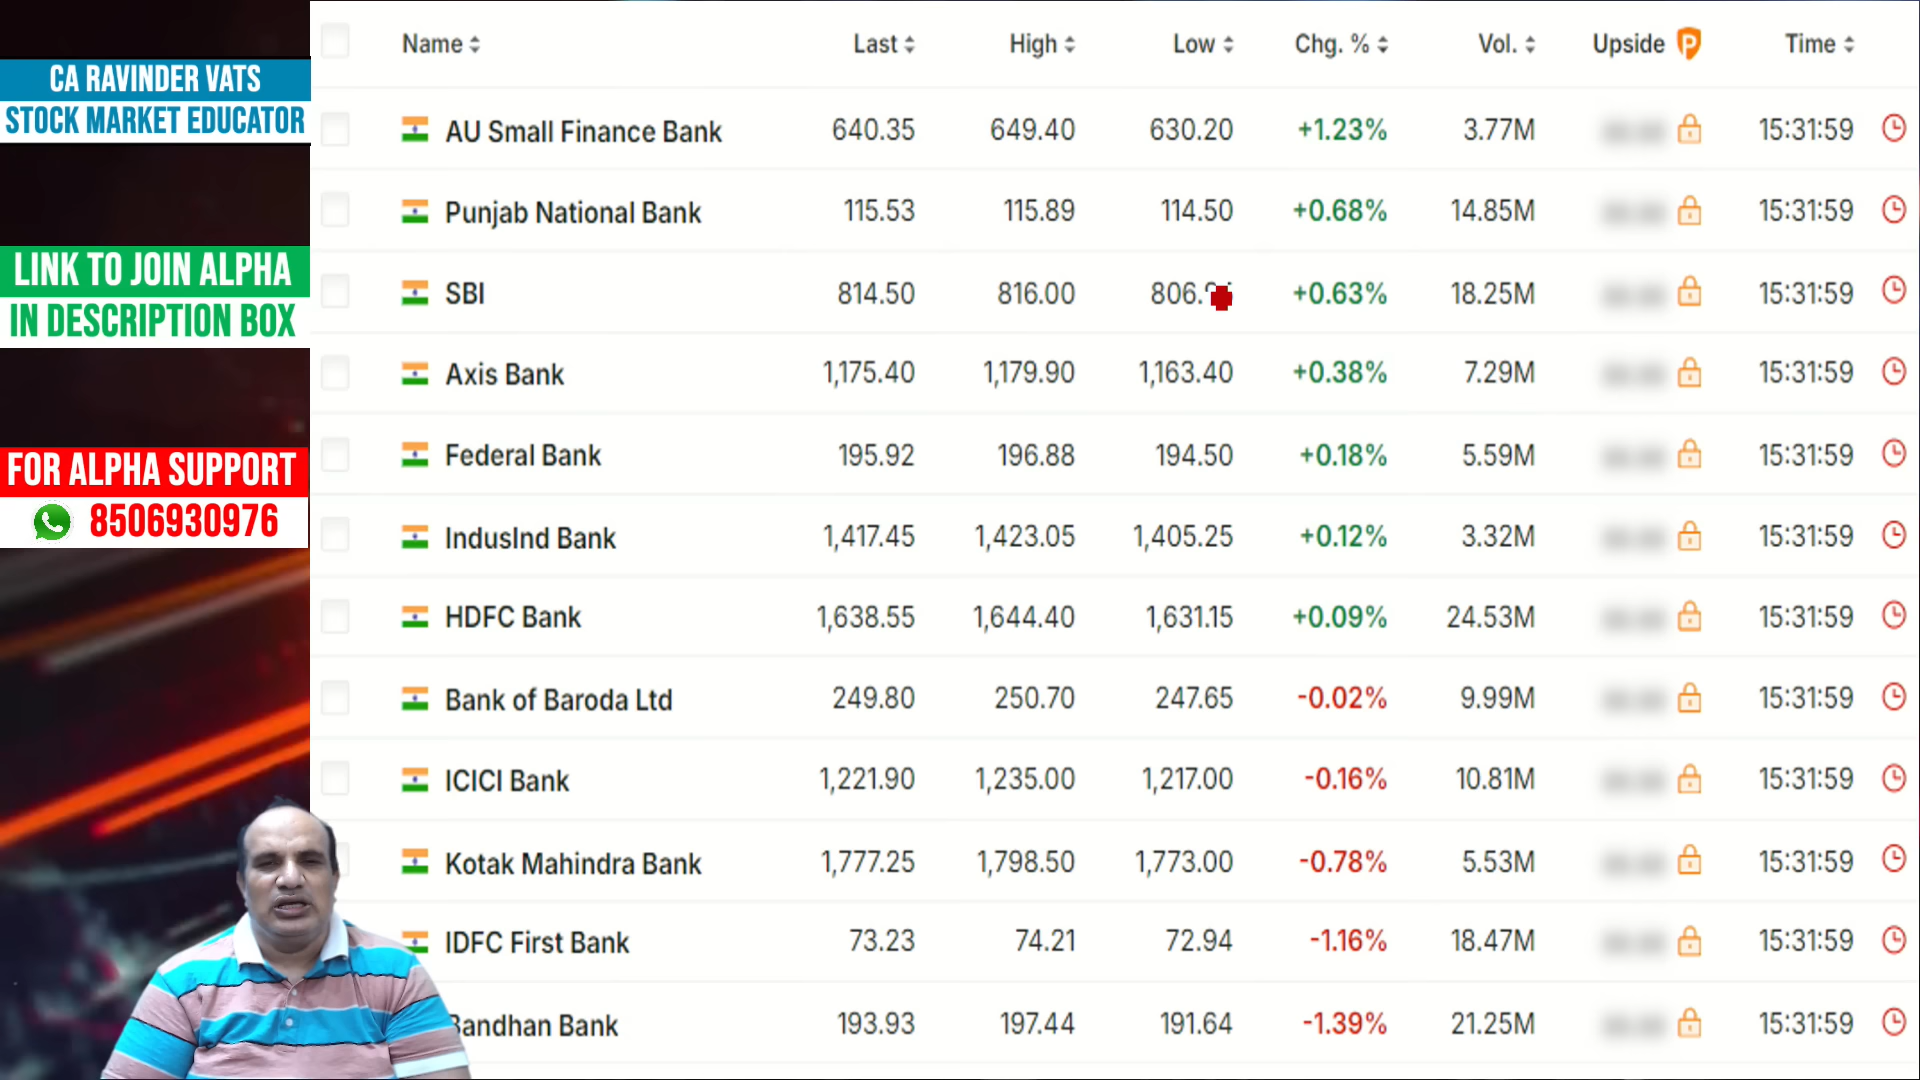 CA RAVINDER VATS
STOCK MARKET EDUCATOR
LINK TO JOIN ALPHA
IN DESCRIPTION BOX
FOR ALPHA SUPPORT
8506930976
Name Last High Low Chg. % Vol. Upside P Time
AU Small Finance Bank 640.35 649.40 630.20 +1.23% 3.77M 15:31:59
Punjab National Bank 115.53 115.89 114.50 +0.68% 14.85M 15:31:59
SBI 814.50 816.00 806. +0.63% 18.25M 15:31:59
Axis Bank 1,175.40 1,179.90 1,163.40 +0.38% 7.29M 15:31:59
Federal Bank 195.92 196.88 194.50 +0.18% 5.59M 15:31:59
IndusInd Bank 1,417.45 1,423.05 1,405.25 +0.12% 3.32M 15:31:59
HDFC Bank 1,638.55 1,644.40 1,631.15 +0.09% 24.53M 15:31:59
Bank of Baroda Ltd 249.80 250.70 247.65 -0.02% 9.99M 15:31:59
ICICI Bank 1,221.90 1,235.00 1,217.00 -0.16% 10.81M 15:31:59
Kotak Mahindra Bank 1,777.25 1,798.50 1,773.00 -0.78% 5.53M 15:31:59
IDFC First Bank 73.23 74.21 72.94 -1.16% 18.47M 15:31:59
Bandhan Bank 193.93 197.44 191.64 -1.39% 21.25M 15:31:59